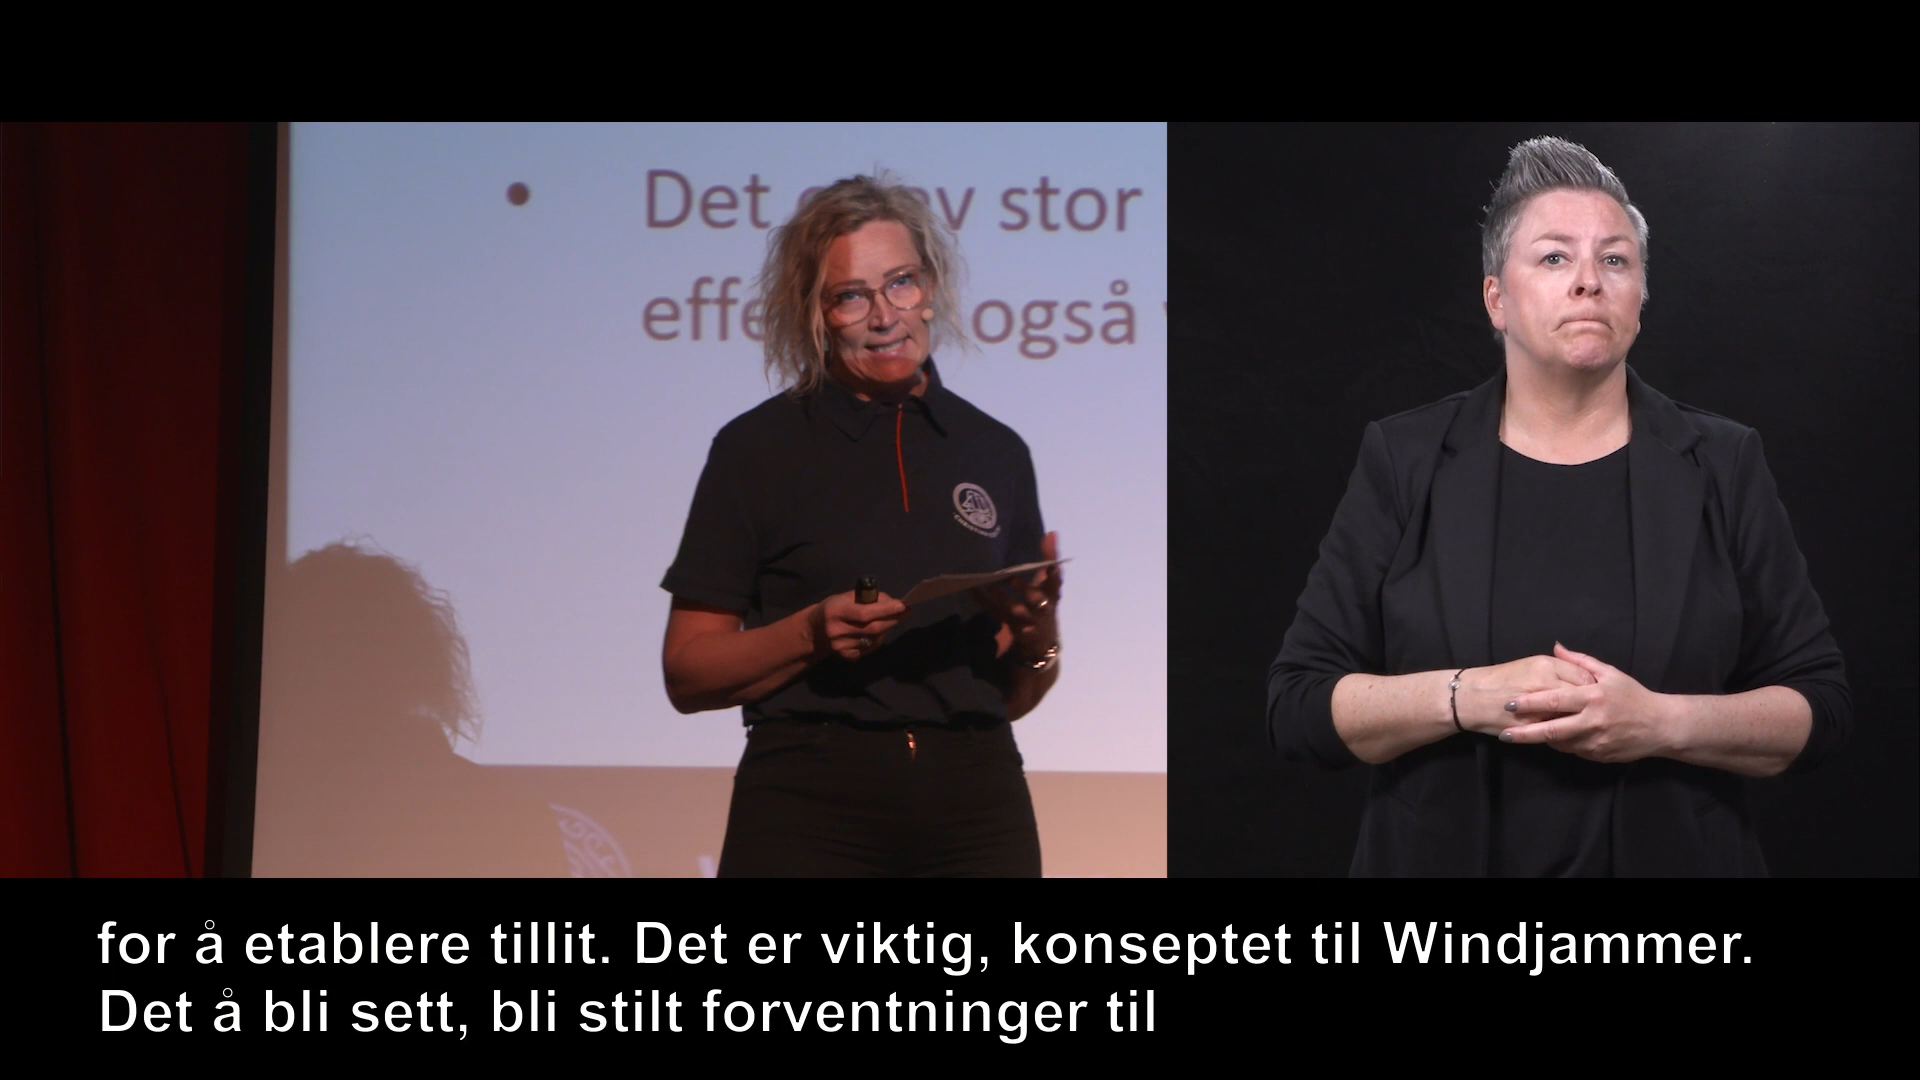 Det av stor
også
for å etablere tillit. Det er viktig, konseptet til Windjammer.
Det å bli sett, bli stilt forventninger til